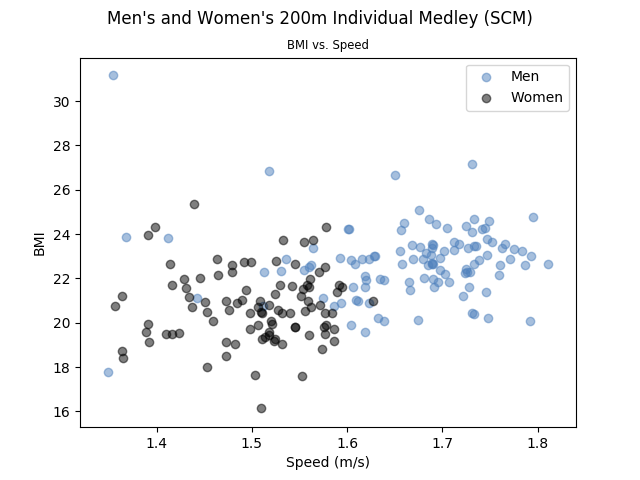 Men's and Women's 200m Individual Medley (SCM)
BMI vs. Speed
Men
Women
30
28
26
24
22
20
18
16
BMI
1.4 1.5 1.6 1.7 1.8
Speed (m/s)